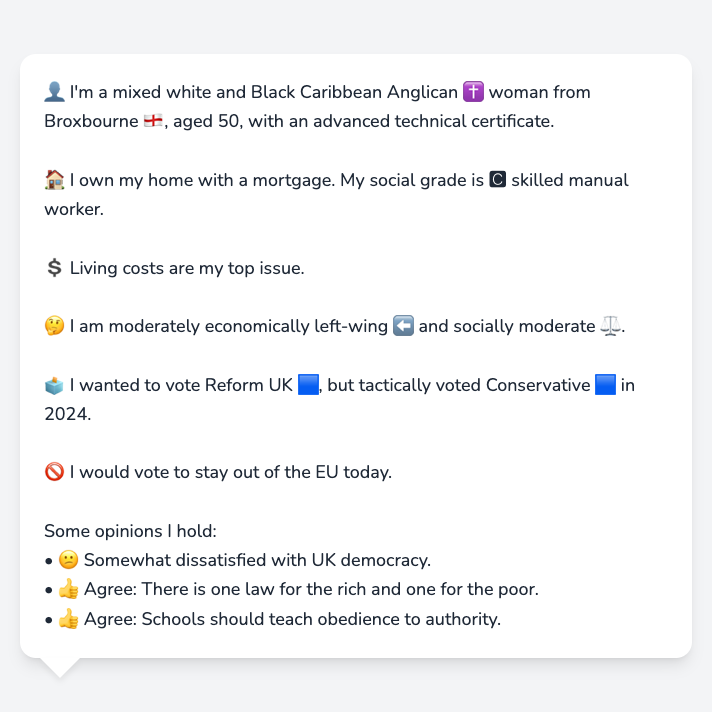 👤 I'm a mixed white and Black Caribbean Anglican ✝️ woman from
Broxbourne 🏴󠁧󠁢󠁥󠁮󠁧󠁿, aged 50, with an advanced technical certificate.
🏠 I own my home with a mortgage. My social grade is 🅲 skilled manual
worker.
💲 Living costs are my top issue.
🤔 I am moderately economically left-wing ⬅️ and socially moderate ⚖️.
🗳️ I wanted to vote Reform UK 🟦, but tactically voted Conservative 🟦 in
2024.
🚫 I would vote to stay out of the EU today.
Some opinions I hold:
• 🙁 Somewhat dissatisfied with UK democracy.
• 👍 Agree: There is one law for the rich and one for the poor.
• 👍 Agree: Schools should teach obedience to authority.